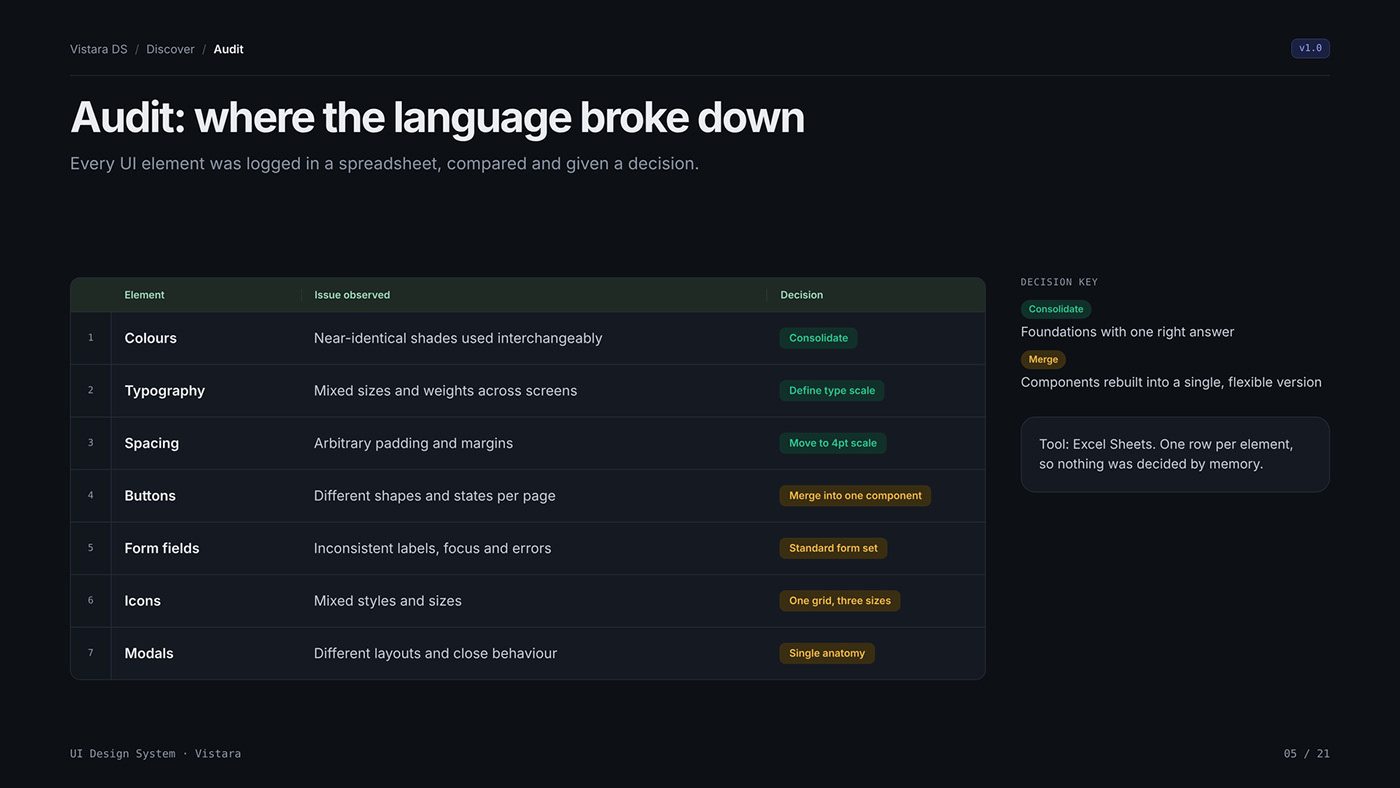 Vistara DS / Discover / Audit
v1.0
Audit: where the language broke down
Every UI element was logged in a spreadsheet, compared and given a decision.
Element Issue observed Decision
1 Colours Near-identical shades used interchangeably Consolidate
2 Typography Mixed sizes and weights across screens Define type scale
3 Spacing Arbitrary padding and margins Move to 4pt scale
4 Buttons Different shapes and states per page Merge into one component
5 Form fields Inconsistent labels, focus and errors Standard form set
6 Icons Mixed styles and sizes One grid, three sizes
7 Modals Different layouts and close behaviour Single anatomy
DECISION KEY
Consolidate
Foundations with one right answer
Merge
Components rebuilt into a single, flexible version
Tool: Excel Sheets. One row per element,
so nothing was decided by memory.
UI Design System · Vistara
05 / 21